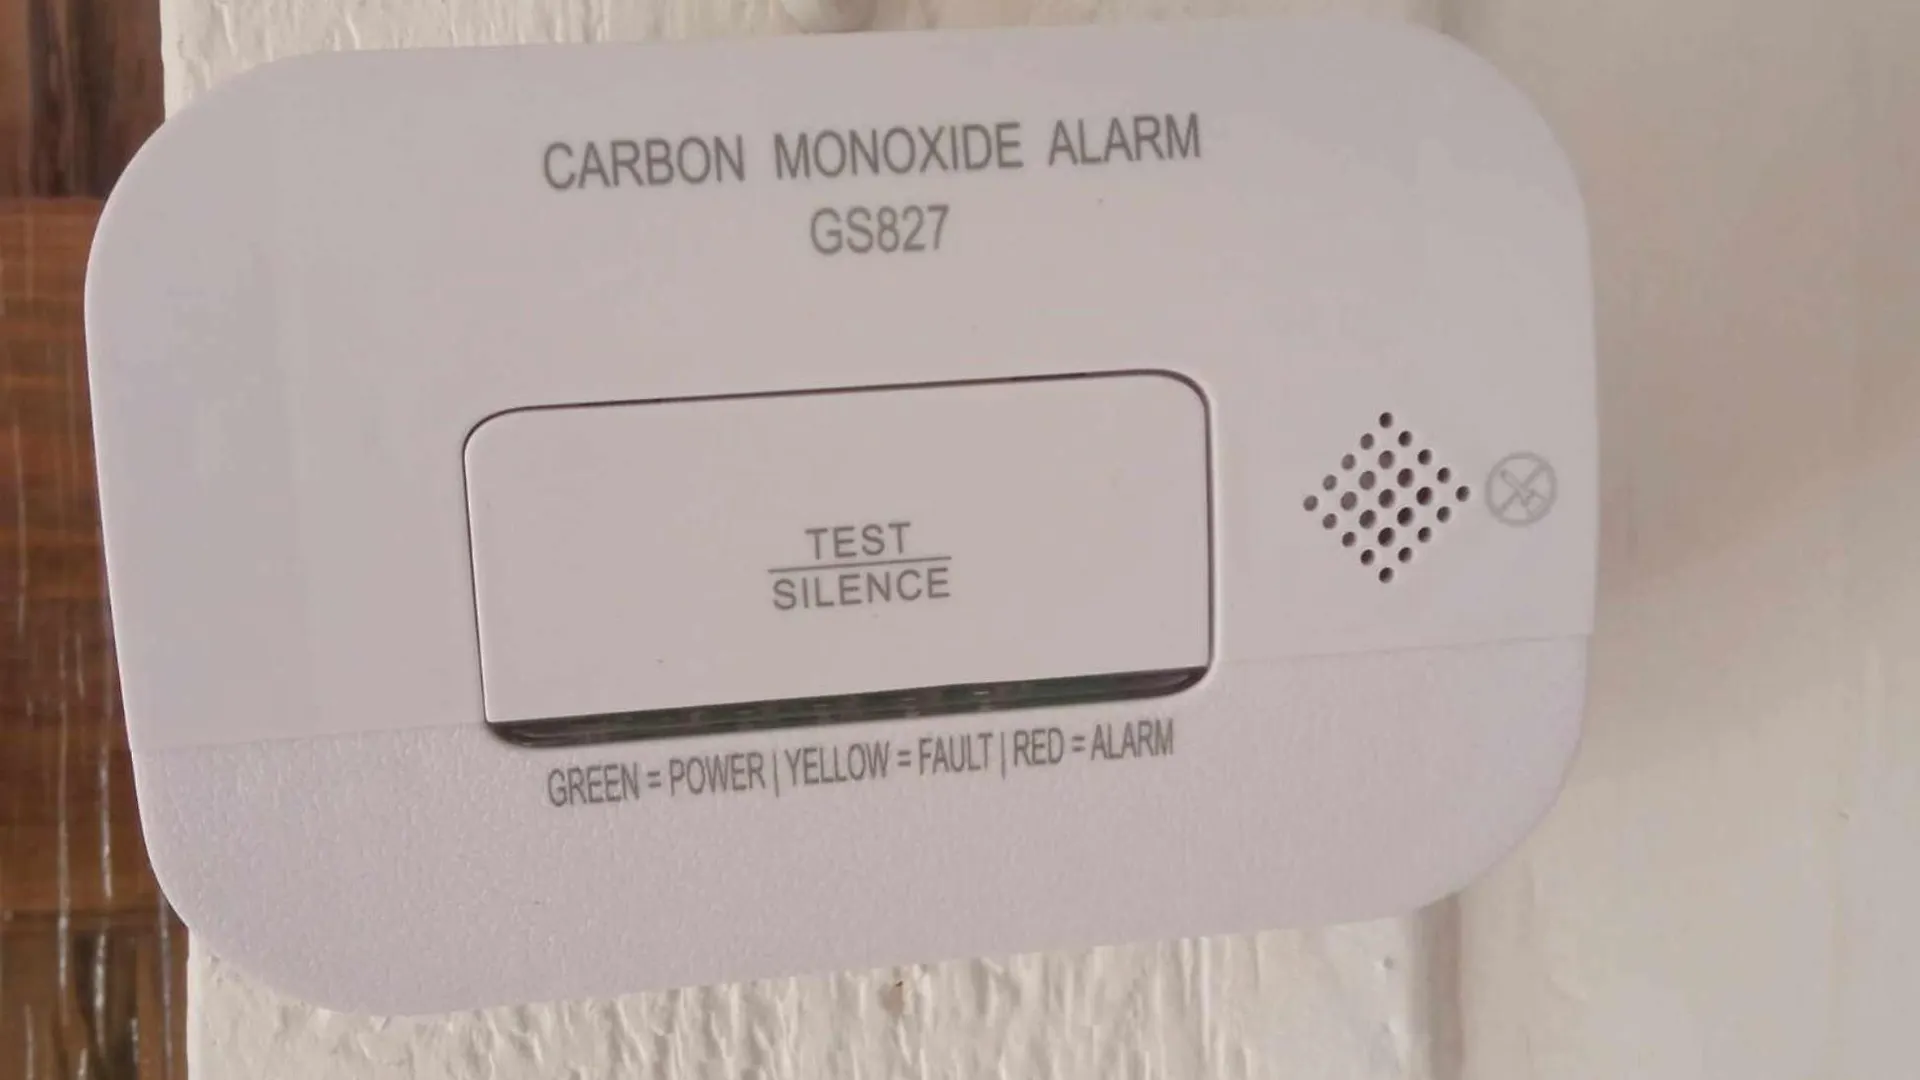 CARBON MONOXIDE ALARM
GS827
TEST
SILENCE
GREEN = POWER | YELLOW = FAULT | RED = ALARM